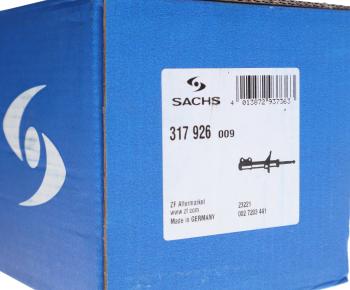 SACHS
4 013872 937363
317 926 009
ZF Aftermarket
www.zf.com
Made in GERMANY
23221
002 7203 441